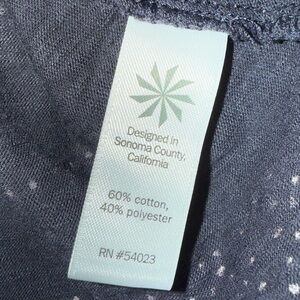 Designed in
Sonoma County,
California
60% cotton,
40% polyester
RN #54023